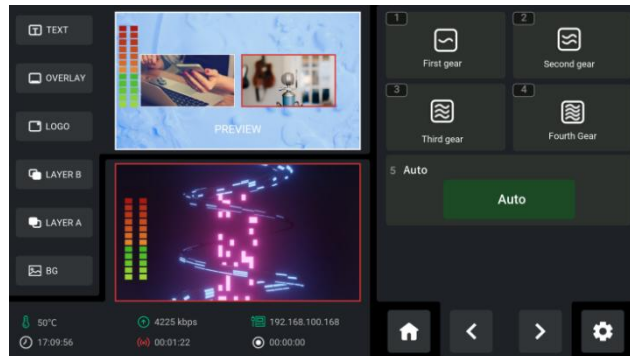 TEXT
OVERLAY
LOGO
LAYER B
LAYER A
BG
PREVIEW
50°C
4225 kbps
192.168.100.168
17:09:56
00:01:22
00:00:00
1
First gear
2
Second gear
3
Third gear
4
Fourth Gear
5 Auto
Auto